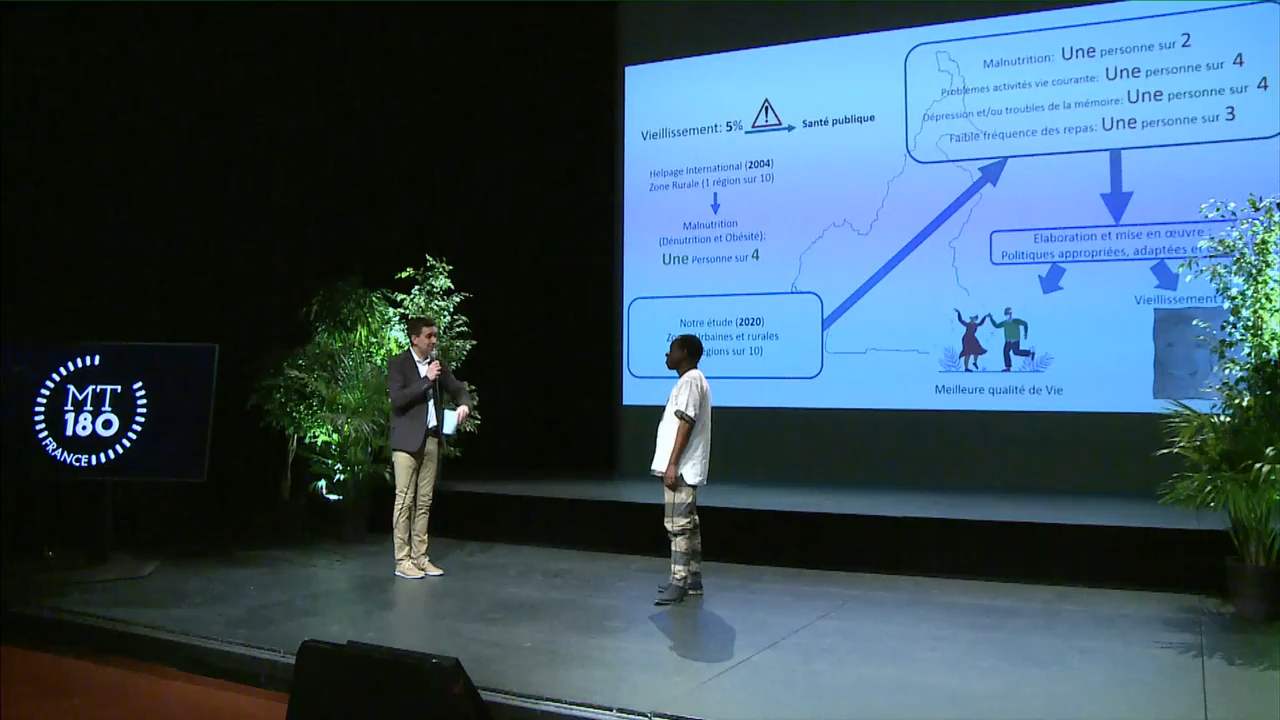 MT
180
FRANCE
Vieillissement: 5%
Santé publique
Helpage International (2004)
Zone Rurale (1 région sur 10)
Malnutrition
(Dénutrition et Obésité):
Une Personne sur 4
Notre étude (2020)
Urbaines et rurales
sur 10)
Malnutrition: Une personne sur 2
Problèmes activités vie courante: Une personne sur 4
Dépression et/ou troubles de la mémoire: Une personne sur 4
Faible fréquence des repas: Une personne sur 3
Elaboration et mise en œuvre :
Politiques appropriées, adaptées et
Vieillissement
Meilleure qualité de Vie